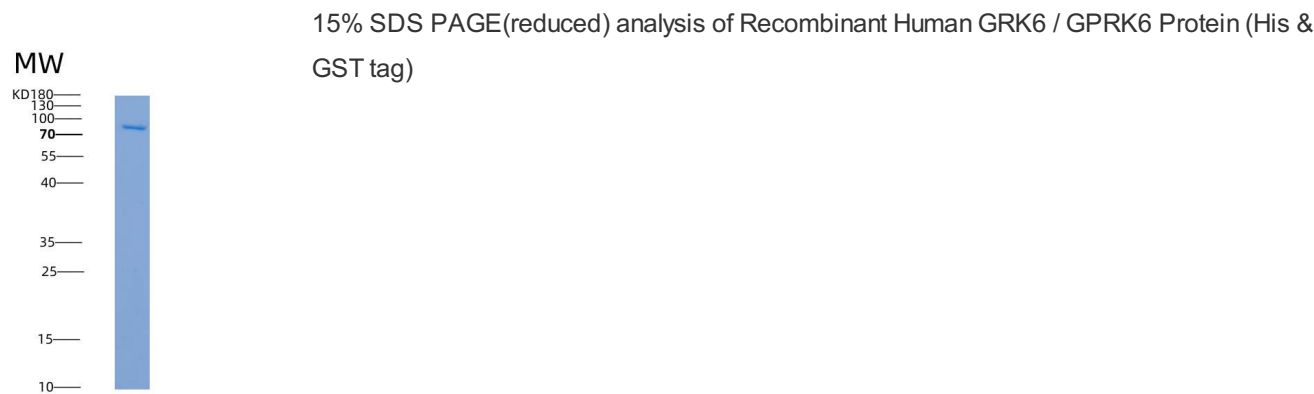 15% SDS PAGE(reduced) analysis of Recombinant Human GRK6 / GPRK6 Protein (His &
GST tag)
MW
KD180
130
100
70
55
40
35
25
15
10